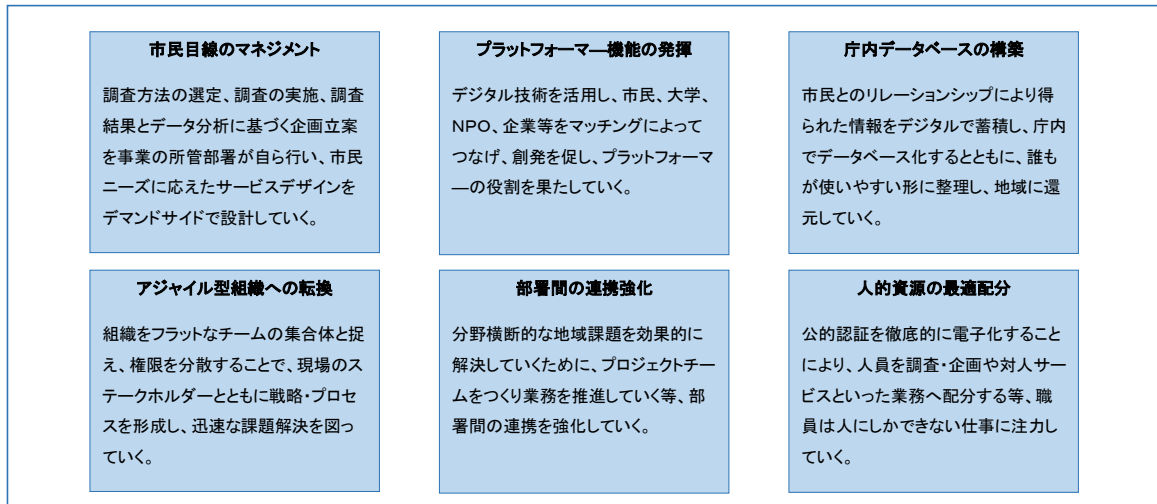 市民目線のマネジメント
調査方法の選定、調査の実施、調査
結果とデータ分析に基づく企画立案
を事業の所管部署が自ら行い、市民
ニーズに応えたサービスデザインを
デマンドサイドで設計していく。
プラットフォーマ―機能の発揮
デジタル技術を活用し、市民、大学、
NPO、企業等をマッチングによって
つなげ、創発を促し、プラットフォーマ
―の役割を果たしていく。
庁内データベースの構築
市民とのリレーションシップにより得
られた情報をデジタルで蓄積し、庁内
でデータベース化するとともに、誰も
が使いやすい形に整理し、地域に還
元していく。
アジャイル型組織への転換
組織をフラットなチームの集合体と捉
え、権限を分散することで、現場のス
テークホルダーとともに戦略・プロセ
スを形成し、迅速な課題解決を図っ
ていく。
部署間の連携強化
分野横断的な地域課題を効果的に
解決していくために、プロジェクトチー
ムをつくり業務を推進していく等、部
署間の連携を強化していく。
人的資源の最適配分
公的認証を徹底的に電子化すること
により、人員を調査・企画や対人サー
ビスといった業務へ配分する等、職
員は人にしかできない仕事に注力し
ていく。